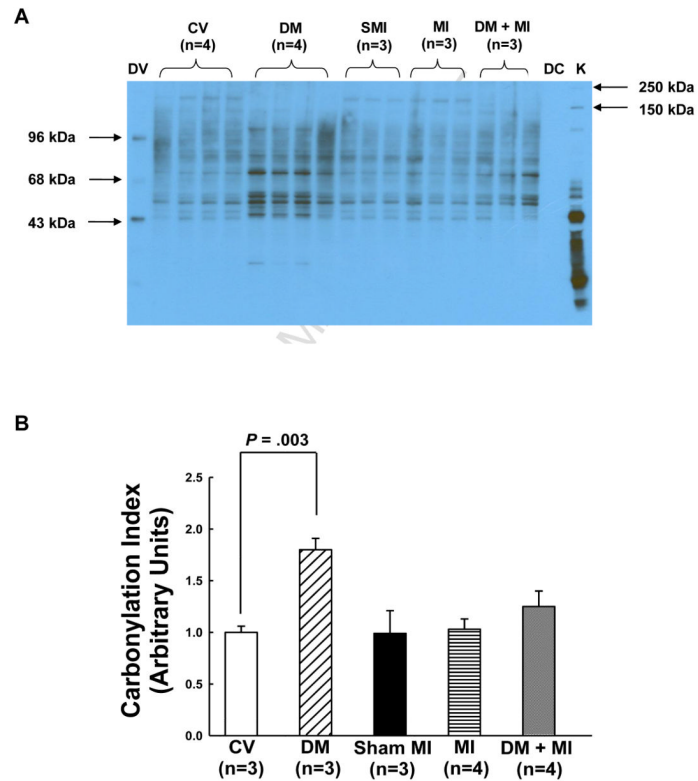 A
CV
(n=4)
DM
(n=4)
SMI
(n=3)
MI
(n=3)
DM + MI
(n=3)
DV
DC
K
250 kDa
150 kDa
96 kDa
68 kDa
43 kDa
B
P = .003
Carbonylation Index
(Arbitrary Units)
2.5
2.0
1.5
1.0
0.5
0.0
CV
(n=3)
DM
(n=3)
Sham MI
(n=3)
MI
(n=4)
DM + MI
(n=4)